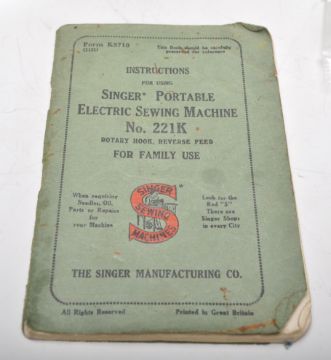 Form K5710
(1151)
This Book should be carefully
preserved for reference
INSTRUCTIONS
FOR USING
SINGER* PORTABLE
ELECTRIC SEWING MACHINE
No. 221K
ROTARY HOOK, REVERSE FEED
FOR FAMILY USE
When requiring
Needles, Oil,
Parts or Repairs
for your Machine
SINGER
SEWING
MACHINES
*
Look for the
Red "S"
There are
Singer Shops
in every City
THE SINGER MANUFACTURING CO.
All Rights Reserved
Printed in Great Britain